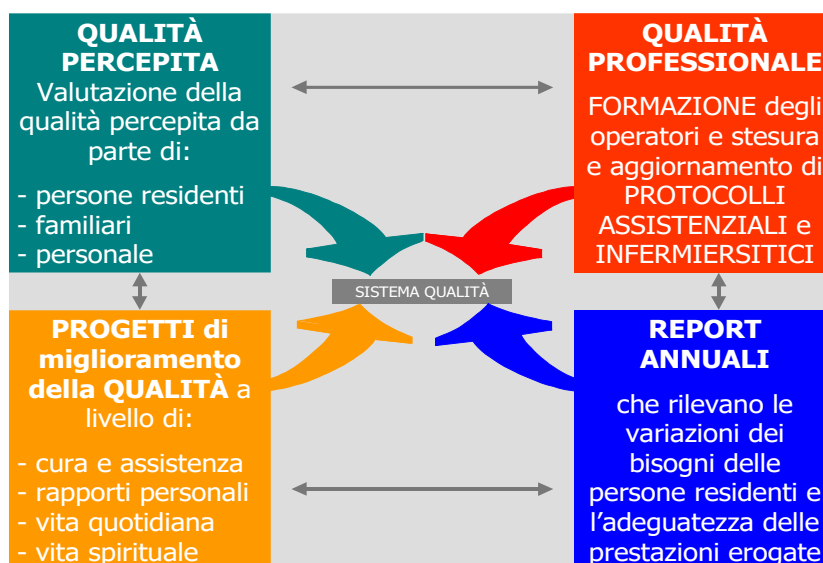 QUALITÀ
PERCEPITA
Valutazione della
qualità percepita da
parte di:
- persone residenti
- familiari
- personale
QUALITÀ
PROFESSIONALE
FORMAZIONE degli
operatori e stesura
e aggiornamento di
PROTOCOLLI
ASSISTENZIALI e
INFERMIERSITICI
SISTEMA QUALITÀ
PROGETTI di
miglioramento
della QUALITÀ a
livello di:
- cura e assistenza
- rapporti personali
- vita quotidiana
- vita spirituale
REPORT
ANNUALI
che rilevano le
variazioni dei
bisogni delle
persone residenti e
l'adeguatezza delle
prestazioni erogate